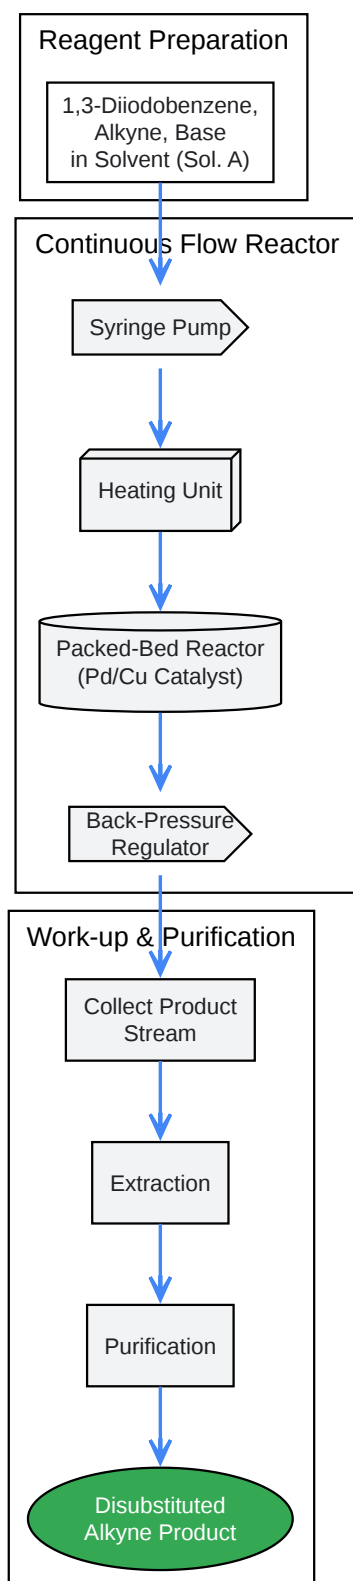 Reagent Preparation
1,3-Diiodobenzene,
Alkyne, Base
in Solvent (Sol. A)
Continuous Flow Reactor
Syringe Pump
Heating Unit
Packed-Bed Reactor
(Pd/Cu Catalyst)
Back-Pressure
Regulator
Work-up & Purification
Collect Product
Stream
Extraction
Purification
Disubstituted
Alkyne Product